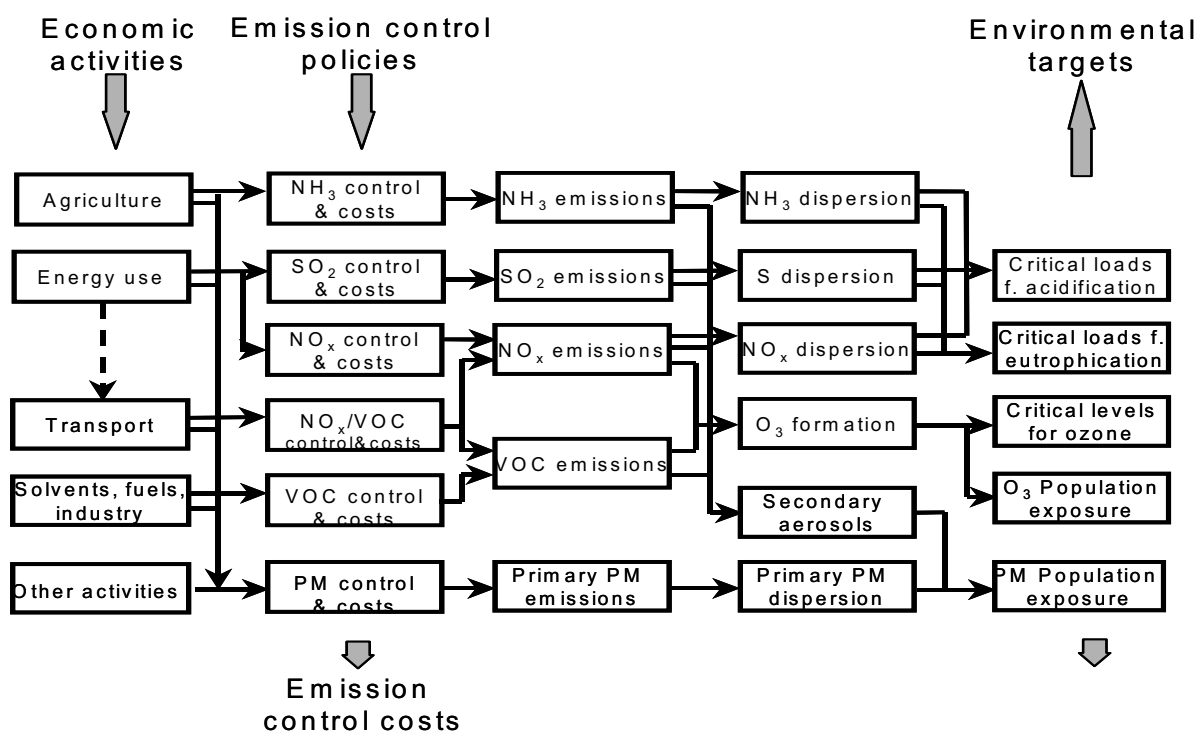 Economic
activities
Emission control
policies
Environmental
targets
Agriculture
NH₃ control
& costs
NH₃ emissions
NH₃ dispersion
Energy use
SO₂ control
& costs
SO₂ emissions
S dispersion
Critical loads
f. acidification
NOₓ control
& costs
NOₓ emissions
NOₓ dispersion
Critical loads f.
eutrophication
Transport
NOₓ/VOC
control&costs
O₃ formation
Critical levels
for ozone
VOC emissions
Solvents, fuels,
industry
VOC control
& costs
Secondary
aerosols
O₃ Population
exposure
Other activities
PM control
& costs
Primary PM
emissions
Primary PM
dispersion
PM Population
exposure
Emission
control costs